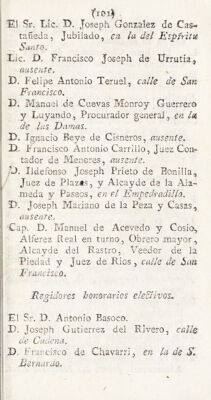 (101)
El Sr. Lic. D. Joseph Gonzalez de Cas-
tañeda, Jubilado, en la del Espíritu
Santo.
Lic. D. Francisco Joseph de Urrutia,
ausente.
D. Felipe Antonio Teruel, calle de San
Francisco.
D. Manuel de Cuevas Monroy Guerrero
y Luyando, Procurador general, en la
de las Damas.
D. Ignacio Beye de Cisneros, ausente.
D. Francisco Antonio Carrillo, Juez Con-
tador de Menores, ausente.
D. Ildefonso Joseph Prieto de Bonilla,
Juez de Plazas, y Alcayde de la Ala-
meda y Paseos, en el Empedradillo.
D. Joseph Mariano de la Peza y Casas,
ausente.
Cap. D. Manuel de Acevedo y Cosio,
Alferez Real en turno, Obrero mayor,
Alcayde del Rastro, Veedor de la
Piedad y Juez de Rios, calle de San
Francisco.
Regidores honorarios electivos.
El Sr. D. Antonio Basoco.
D. Joseph Gutierrez del Rivero, calle
de Cadena.
D. Francisco de Chavarri, en la de S.
Bernardo.